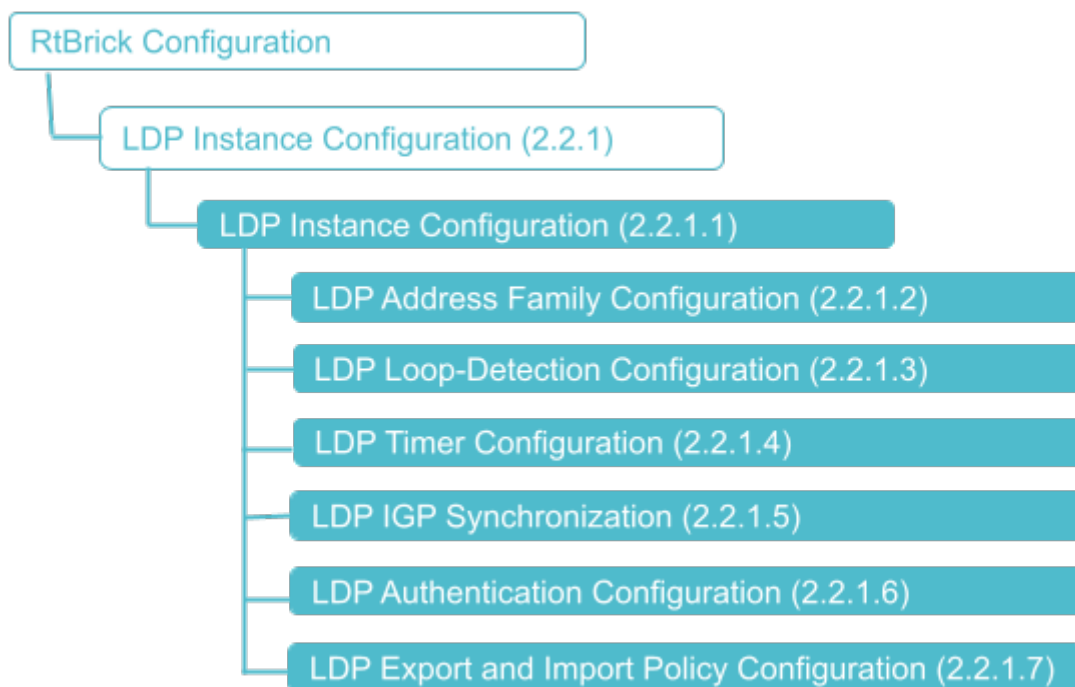 RtBrick Configuration
LDP Instance Configuration (2.2.1)
LDP Instance Configuration (2.2.1.1)
LDP Address Family Configuration (2.2.1.2)
LDP Loop-Detection Configuration (2.2.1.3)
LDP Timer Configuration (2.2.1.4)
LDP IGP Synchronization (2.2.1.5)
LDP Authentication Configuration (2.2.1.6)
LDP Export and Import Policy Configuration (2.2.1.7)